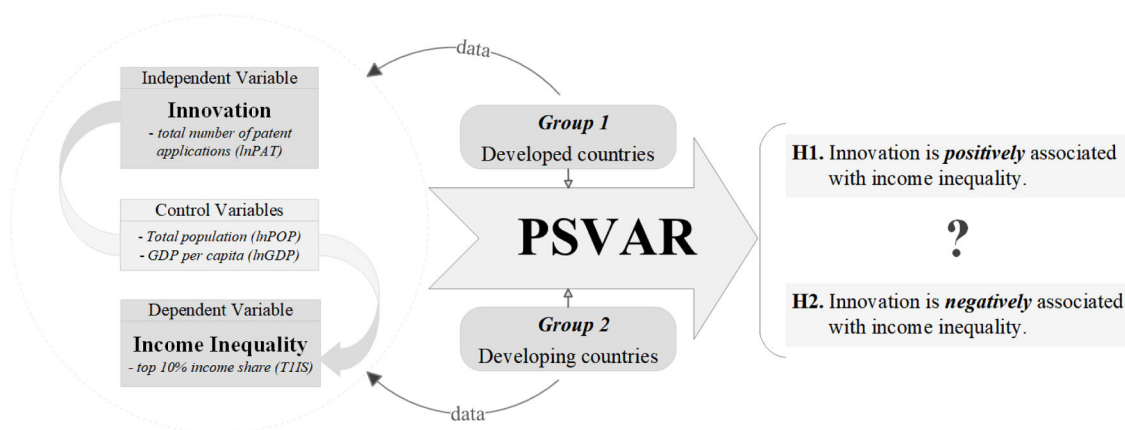 data
Independent Variable
Innovation
- total number of patent
applications (lnPAT)
Group 1
Developed countries
H1. Innovation is positively associated
with income inequality.
Control Variables
- Total population (lnPOP)
- GDP per capita (lnGDP)
PSVAR
?
Dependent Variable
Income Inequality
- top 10% income share (T1IS)
Group 2
Developing countries
H2. Innovation is negatively associated
with income inequality.
data